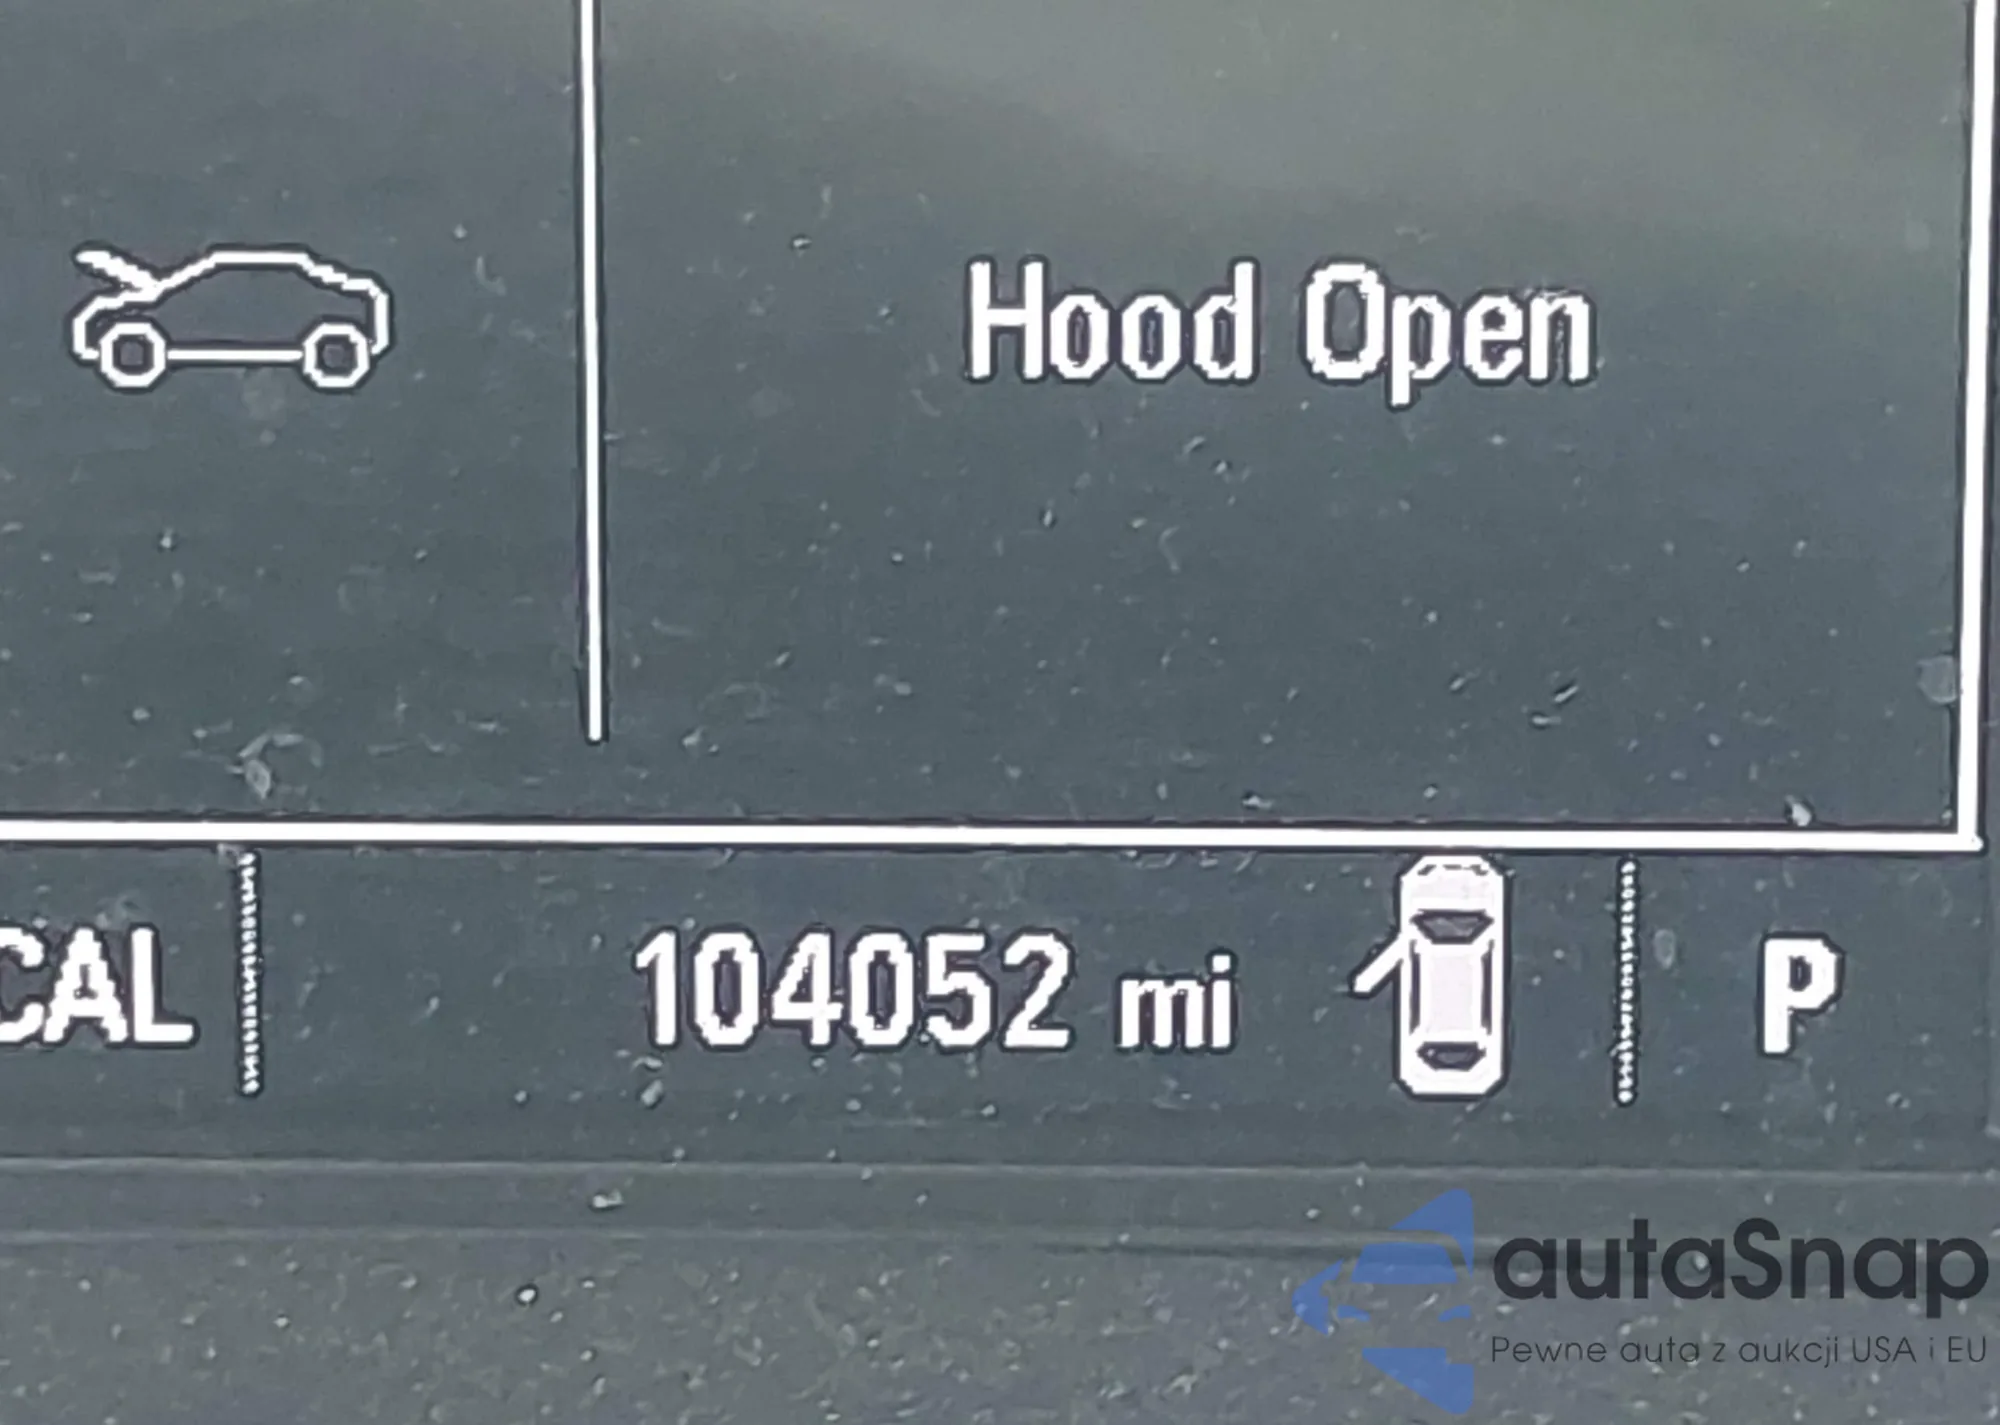 Hood Open
CAL
104052 mi
P
autaSnap
Pewne auta z aukcji USA i EU